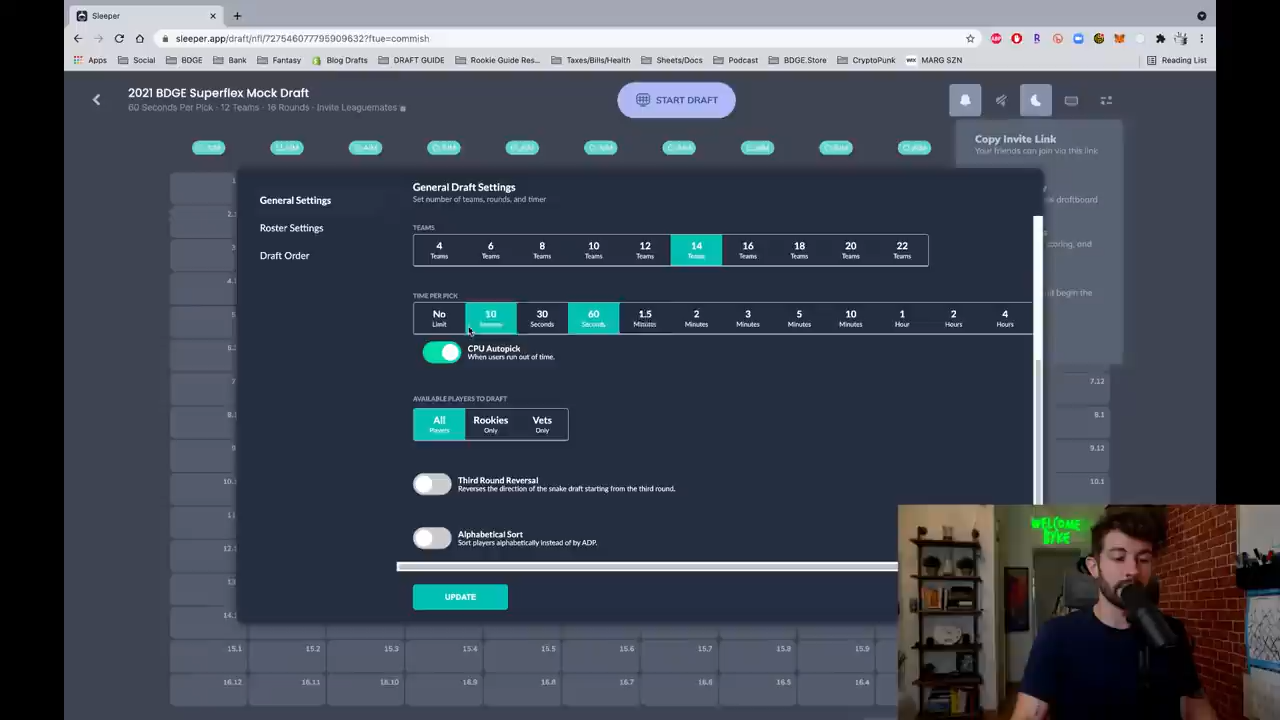 Sleeper
sleeper.app/draft/nfl/727546077795909632/?ftue=commish
Apps Social BDGE Bank Fantasy Blog Drafts DRAFT GUIDE Rookie Guide Res... Taxes/Bills/Health Sheets/Docs Podcast BDGE.Store CryptoPunk MARG SZN Reading List
2021 BDGE Superflex Mock Draft
60 Seconds Per Pick - 12 Teams - 16 Rounds - Invite Leaguemates
START DRAFT
Copy Invite Link
Your friends can join via this link
General Settings
Roster Settings
Draft Order
General Draft Settings
Set number of teams, rounds, and timer
TEAMS
4 6 8 10 12 14 16 18 20 22
Teams Teams Teams Teams Teams Teams Teams Teams Teams Teams
TIME PER PICK
No 10 30 60 1.5 2 3 5 10 1 2 4
Limit Seconds Seconds Seconds Minutes Minutes Minutes Minutes Minutes Hour Hours Hours
CPU Autopick
When users run out of time.
AVAILABLE PLAYERS TO DRAFT
All Rookies Vets
Players Only Only
Third Round Reversal
Reverses the direction of the snake draft starting from the third round.
Alphabetical Sort
Sort players alphabetically instead of by ADP.
UPDATE
draftboard
coring, and
begin the
7.12
8.1
9.12
10.1
15.1 15.2 15.3 15.4 15.5 15.6 15.7 15.8 15.9
16.12 16.11 16.10 16.9 16.8 16.7 16.6 16.5 16.4
WELCOME